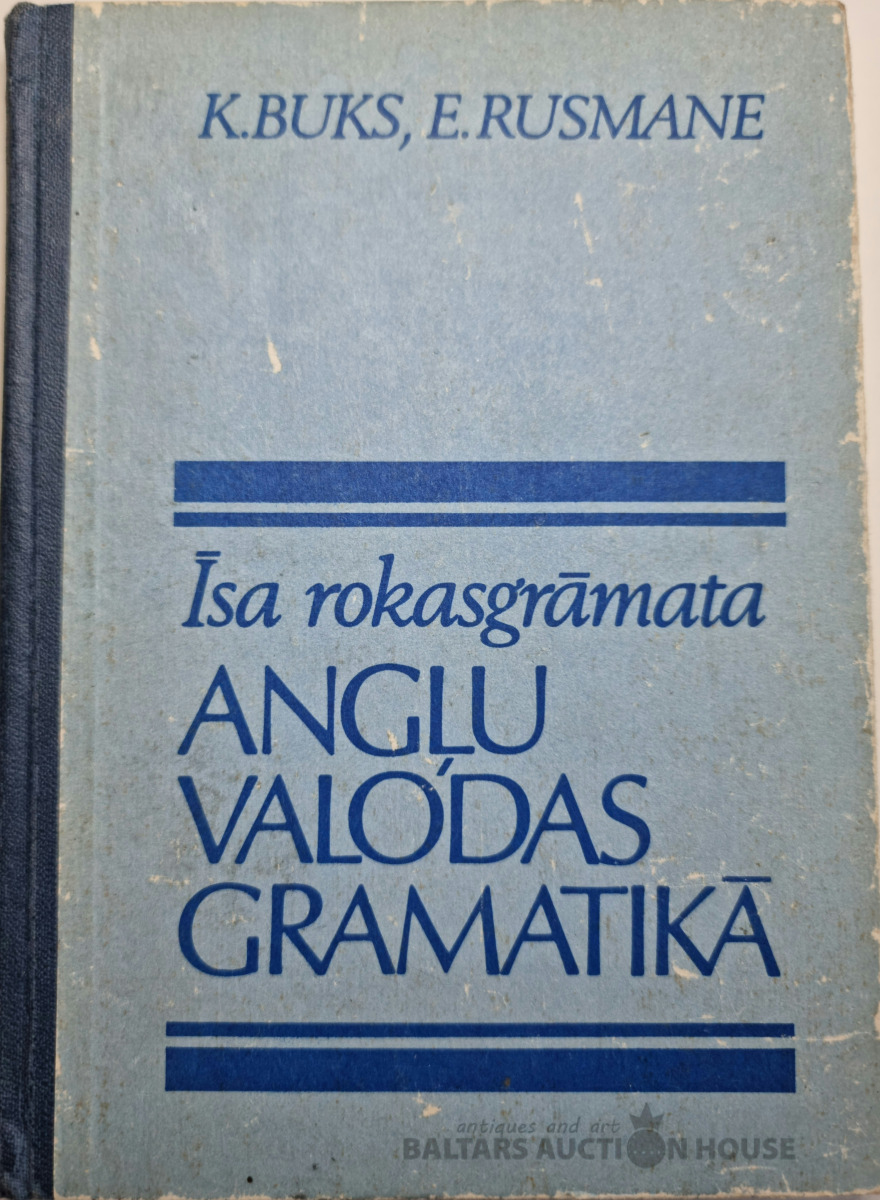 K.BUKS, E.RUSMANE
Īsa rokasgrāmata
ANGĻU
VALODAS
GRAMATIKĀ
antiques and art
BALTARS AUCTION HOUSE